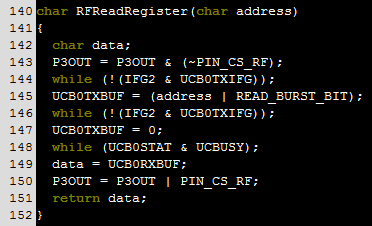 140 char RFReadRegister(char address)
141 {
142 char data;
143 P3OUT = P3OUT & (~PIN_CS_RF);
144 while (!(IFG2 & UCB0TXIFG));
145 UCB0TXBUF = (address | READ_BURST_BIT);
146 while (!(IFG2 & UCB0TXIFG));
147 UCB0TXBUF = 0;
148 while (UCB0STAT & UCBUSY);
149 data = UCB0RXBUF;
150 P3OUT = P3OUT | PIN_CS_RF;
151 return data;
152 }